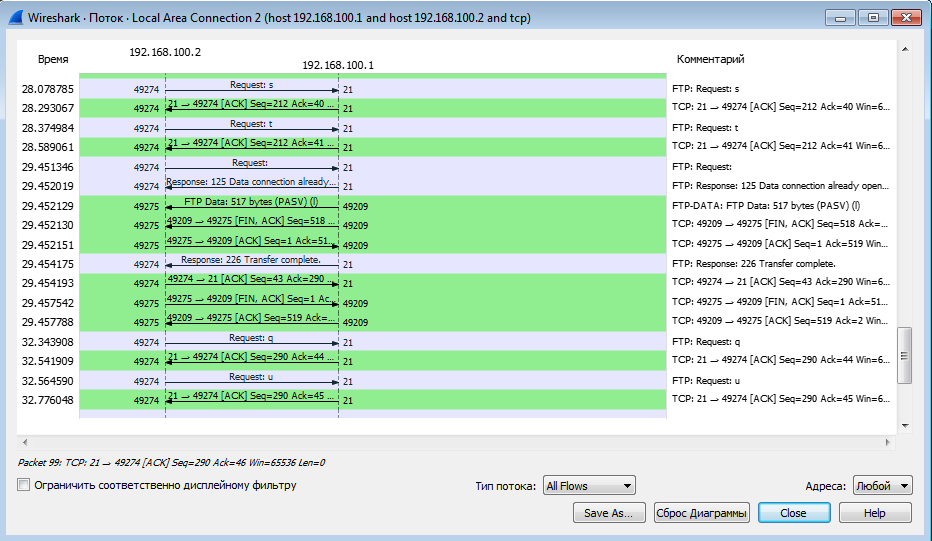 Wireshark · Поток · Local Area Connection 2 (host 192.168.100.1 and host 192.168.100.2 and tcp)
Время 192.168.100.2 192.168.100.1 Комментарий
28.078785 49274 Request: s 21 FTP: Request: s
28.293067 49274 21 → 49274 [ACK] Seq=212 Ack=40 ... 21 TCP: 21 → 49274 [ACK] Seq=212 Ack=40 Win=6...
28.374984 49274 Request: t 21 FTP: Request: t
28.589061 49274 21 → 49274 [ACK] Seq=212 Ack=41 ... 21 TCP: 21 → 49274 [ACK] Seq=212 Ack=41 Win=6...
29.451346 49274 Request: 21 FTP: Request:
29.452019 49274 Response: 125 Data connection already... 21 FTP: Response: 125 Data connection already open...
29.452129 49275 FTP Data: 517 bytes (PASV) (l) 49209 FTP-DATA: FTP Data: 517 bytes (PASV) (l)
29.452130 49275 49209 → 49275 [FIN, ACK] Seq=518 ... 49209 TCP: 49209 → 49275 [FIN, ACK] Seq=518 Ack=...
29.452151 49275 49275 → 49209 [ACK] Seq=1 Ack=51... 49209 TCP: 49275 → 49209 [ACK] Seq=1 Ack=519 Win...
29.454175 49274 Response: 226 Transfer complete. 21 FTP: Response: 226 Transfer complete.
29.454193 49274 49274 → 21 [ACK] Seq=43 Ack=290 ... 21 TCP: 49274 → 21 [ACK] Seq=43 Ack=290 Win=6...
29.457542 49275 49275 → 49209 [FIN, ACK] Seq=1 Ac... 49209 TCP: 49275 → 49209 [FIN, ACK] Seq=1 Ack=51...
29.457788 49275 49209 → 49275 [ACK] Seq=519 Ack=... 49209 TCP: 49209 → 49275 [ACK] Seq=519 Ack=2 Win...
32.343908 49274 Request: q 21 FTP: Request: q
32.541909 49274 21 → 49274 [ACK] Seq=290 Ack=44 ... 21 TCP: 21 → 49274 [ACK] Seq=290 Ack=44 Win=6...
32.564590 49274 Request: u 21 FTP: Request: u
32.776048 49274 21 → 49274 [ACK] Seq=290 Ack=45 ... 21 TCP: 21 → 49274 [ACK] Seq=290 Ack=45 Win=6...
Packet 99: TCP: 21 → 49274 [ACK] Seq=290 Ack=46 Win=65536 Len=0
Ограничить соответственно дисплейному фильтру Тип потока: All Flows Адреса: Любой
Save As... Сброс Диаграммы Close Help